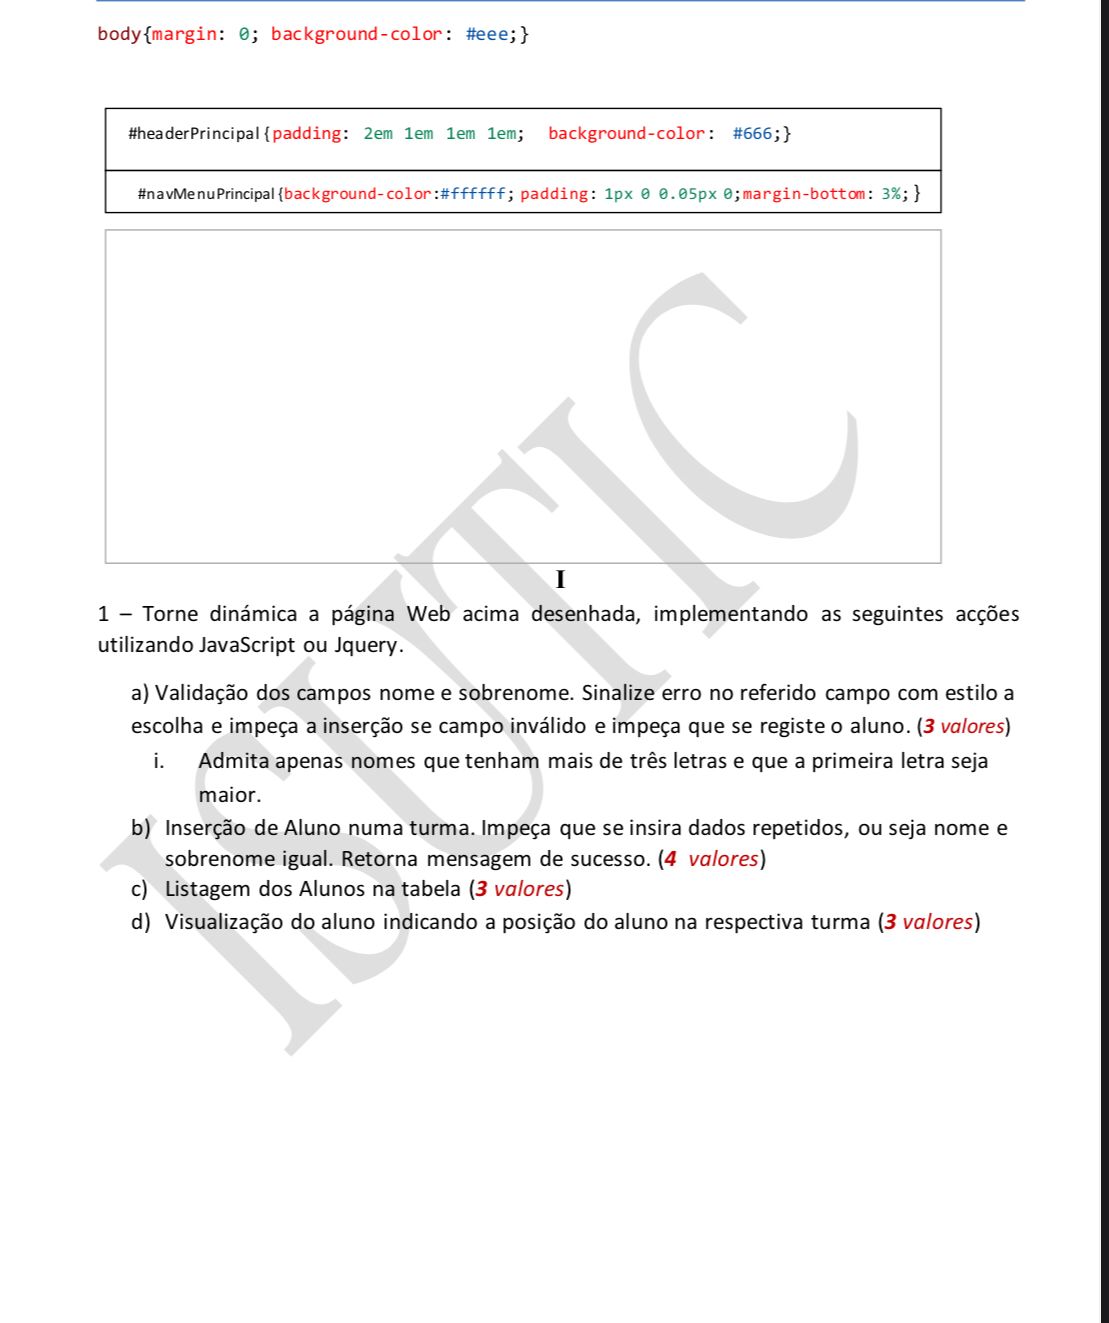 body{margin: 0; background-color: #eee;}
#headerPrincipal{padding: 2em 1em 1em 1em; background-color: #666;}
#navMenuPrincipal{background-color:#ffffff; padding: 1px 0 0.05px 0;margin-bottom: 3%;}
I
1 – Torne dinámica a página Web acima desenhada, implementando as seguintes acções
utilizando JavaScript ou Jquery.
a) Validação dos campos nome e sobrenome. Sinalize erro no referido campo com estilo a
escolha e impeça a inserção se campo inválido e impeça que se registe o aluno. (3 valores)
i. Admita apenas nomes que tenham mais de três letras e que a primeira letra seja
maior.
b) Inserção de Aluno numa turma. Impeça que se insira dados repetidos, ou seja nome e
sobrenome igual. Retorna mensagem de sucesso. (4 valores)
c) Listagem dos Alunos na tabela (3 valores)
d) Visualização do aluno indicando a posição do aluno na respectiva turma (3 valores)
ISUTIC